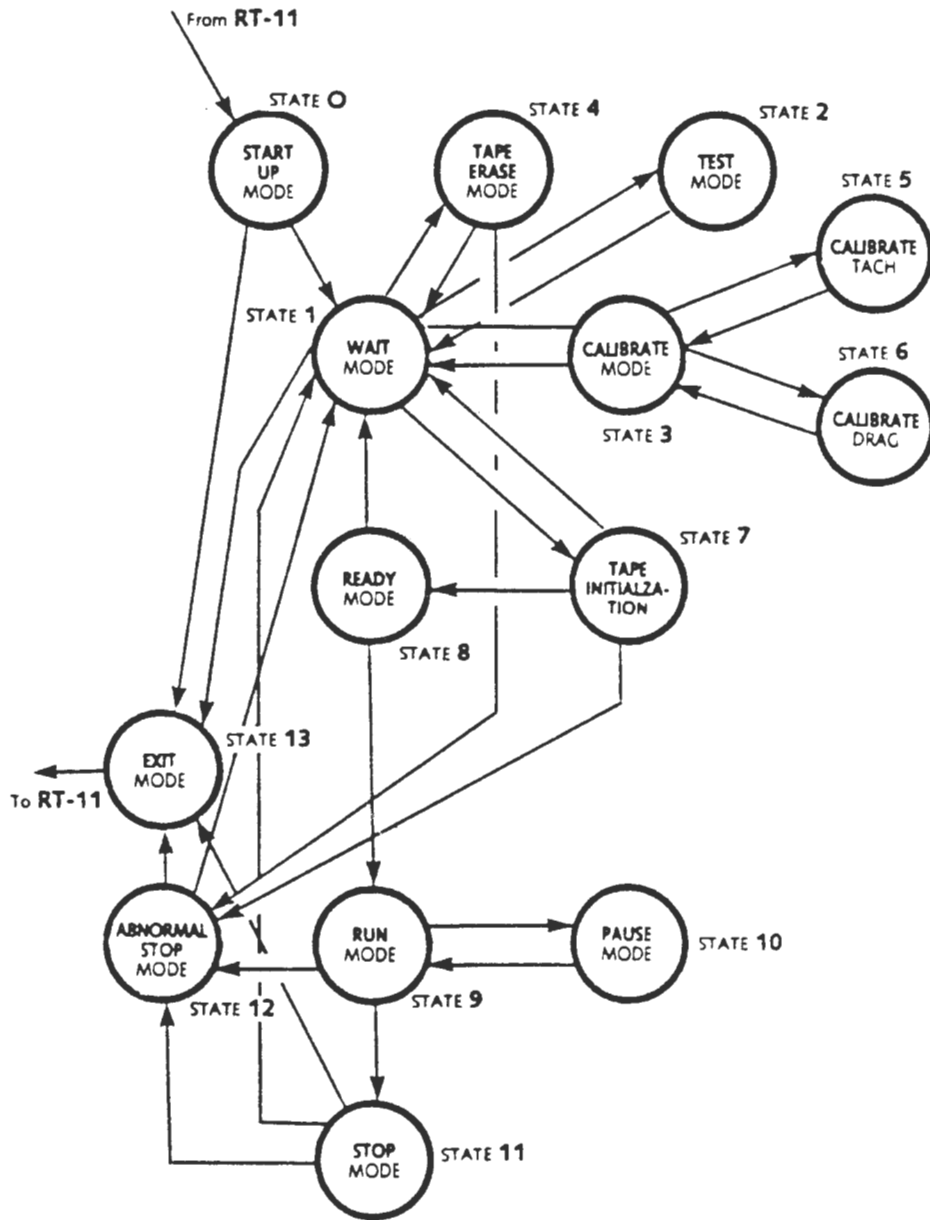 From RT-11
STATE 0
STATE 4
STATE 2
START
UP
MODE
TAPE
ERASE
MODE
TEST
MODE
STATE 5
CALIBRATE
TACH
STATE 1
WAIT
MODE
CALIBRATE
MODE
STATE 6
CALIBRATE
DRAG
STATE 3
STATE 7
READY
MODE
TAPE
INITIALZA-
TION
STATE 8
EXIT
MODE
STATE 13
To RT-11
ABNORMAL
STOP
MODE
RUN
MODE
PAUSE
MODE
STATE 10
STATE 12
STATE 9
STOP
MODE
STATE 11